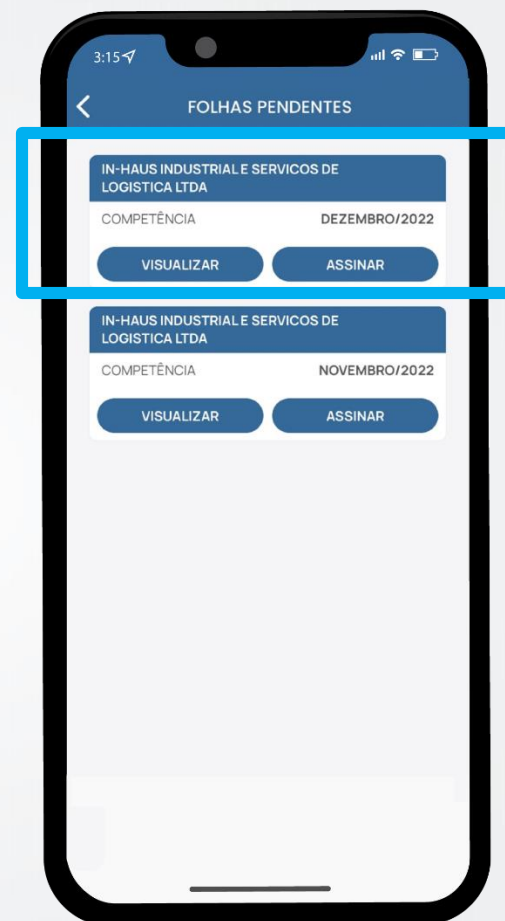 3:15
FOLHAS PENDENTES
IN-HAUS INDUSTRIAL E SERVICOS DE
LOGISTICA LTDA
COMPETÊNCIA DEZEMBRO/2022
VISUALIZAR ASSINAR
IN-HAUS INDUSTRIAL E SERVICOS DE
LOGISTICA LTDA
COMPETÊNCIA NOVEMBRO/2022
VISUALIZAR ASSINAR